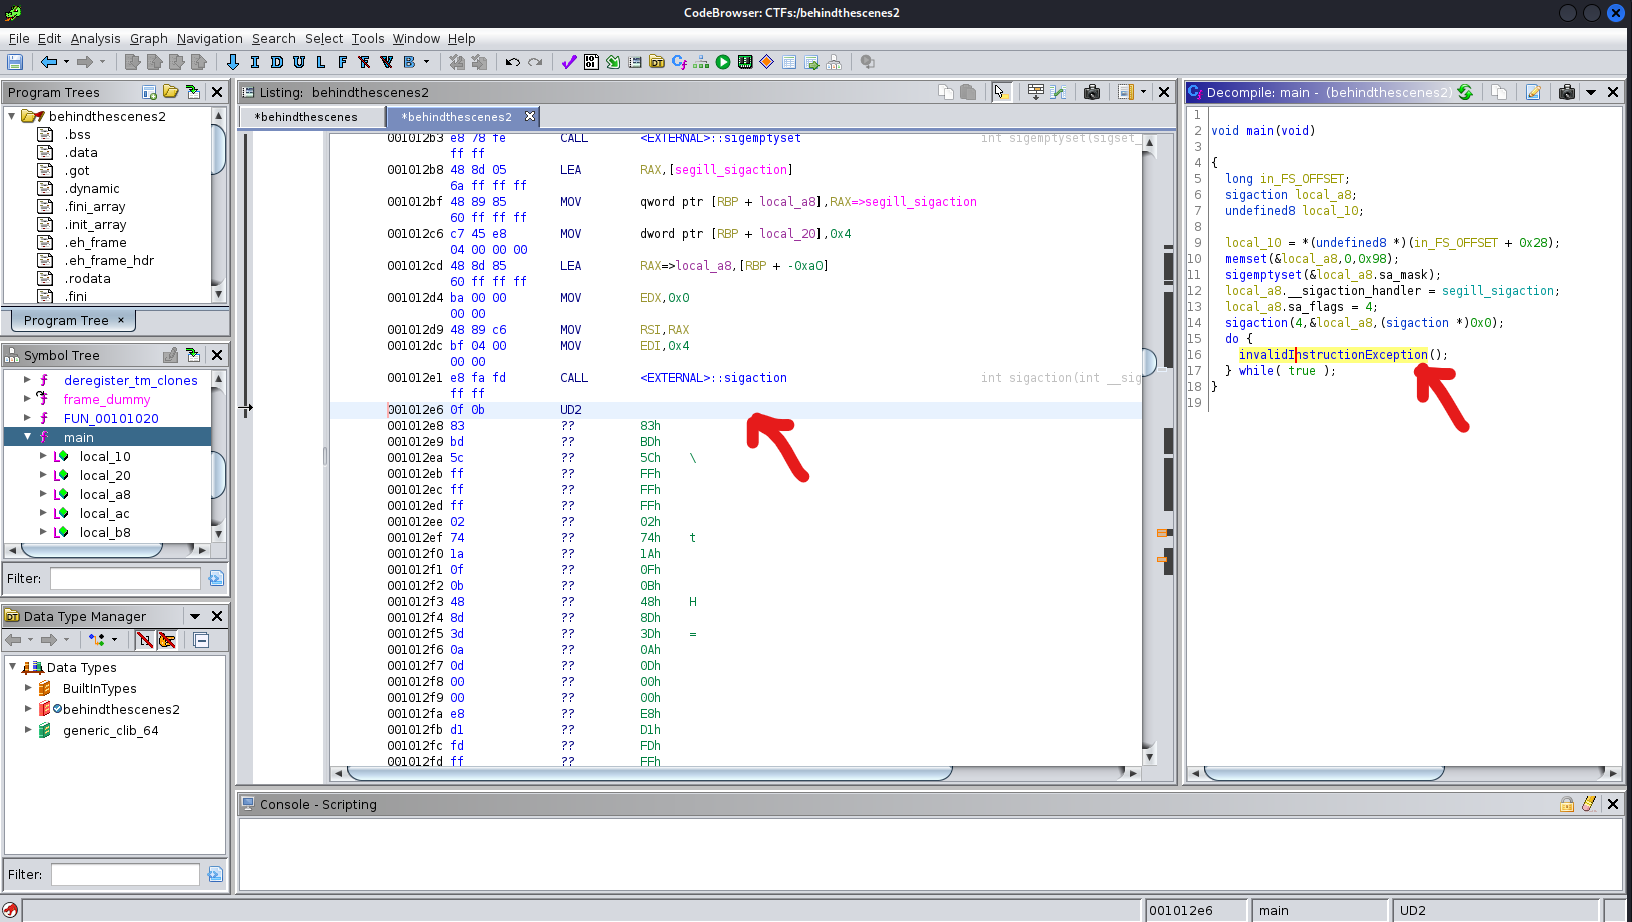 CodeBrowser: CTFs:/behindthescenes2
File Edit Analysis Graph Navigation Search Select Tools Window Help
I D U L F B
Program Trees
behindthescenes2
.bss
.data
.got
.dynamic
.fini_array
.init_array
.eh_frame
.eh_frame_hdr
.rodata
.fini
Program Tree ×
Symbol Tree
deregister_tm_clones
frame_dummy
FUN_00101020
main
local_10
local_20
local_a8
local_ac
local_b8
Filter:
Data Type Manager
Data Types
BuiltInTypes
behindthescenes2
generic_clib_64
Filter:
Listing: behindthescenes2
*behindthescenes
*behindthescenes2
001012b3 e8 78 fe CALL <EXTERNAL>::sigemptyset int sigemptyset(sigset_
ff ff
001012b8 48 8d 05 LEA RAX,[segill_sigaction]
6a ff ff ff
001012bf 48 89 85 MOV qword ptr [RBP + local_a8],RAX=>segill_sigaction
60 ff ff ff
001012c6 c7 45 e8 MOV dword ptr [RBP + local_20],0x4
04 00 00 00
001012cd 48 8d 85 LEA RAX=>local_a8,[RBP + -0xa0]
60 ff ff ff
001012d4 ba 00 00 MOV EDX,0x0
00 00
001012d9 48 89 c6 MOV RSI,RAX
001012dc bf 04 00 MOV EDI,0x4
00 00
001012e1 e8 fa fd CALL <EXTERNAL>::sigaction int sigaction(int __sig
ff ff
001012e6 0f 0b UD2
001012e8 83 ?? 83h
001012e9 bd ?? BDh
001012ea 5c ?? 5Ch \
001012eb ff ?? FFh
001012ec ff ?? FFh
001012ed ff ?? FFh
001012ee 02 ?? 02h
001012ef 74 ?? 74h t
001012f0 1a ?? 1Ah
001012f1 0f ?? 0Fh
001012f2 0b ?? 0Bh
001012f3 48 ?? 48h H
001012f4 8d ?? 8Dh
001012f5 3d ?? 3Dh =
001012f6 0a ?? 0Ah
001012f7 0d ?? 0Dh
001012f8 00 ?? 00h
001012f9 00 ?? 00h
001012fa e8 ?? E8h
001012fb d1 ?? D1h
001012fc fd ?? FDh
001012fd ff ?? FFh
Decompile: main - (behindthescenes2)
1
2 void main(void)
3
4 {
5 long in_FS_OFFSET;
6 sigaction local_a8;
7 undefined8 local_10;
8
9 local_10 = *(undefined8 *)(in_FS_OFFSET + 0x28);
10 memset(&local_a8,0,0x98);
11 sigemptyset(&local_a8.sa_mask);
12 local_a8.__sigaction_handler = segill_sigaction;
13 local_a8.sa_flags = 4;
14 sigaction(4,&local_a8,(sigaction *)0x0);
15 do {
16 invalidInstructionException();
17 } while( true );
18 }
19
Console - Scripting
001012e6 main UD2